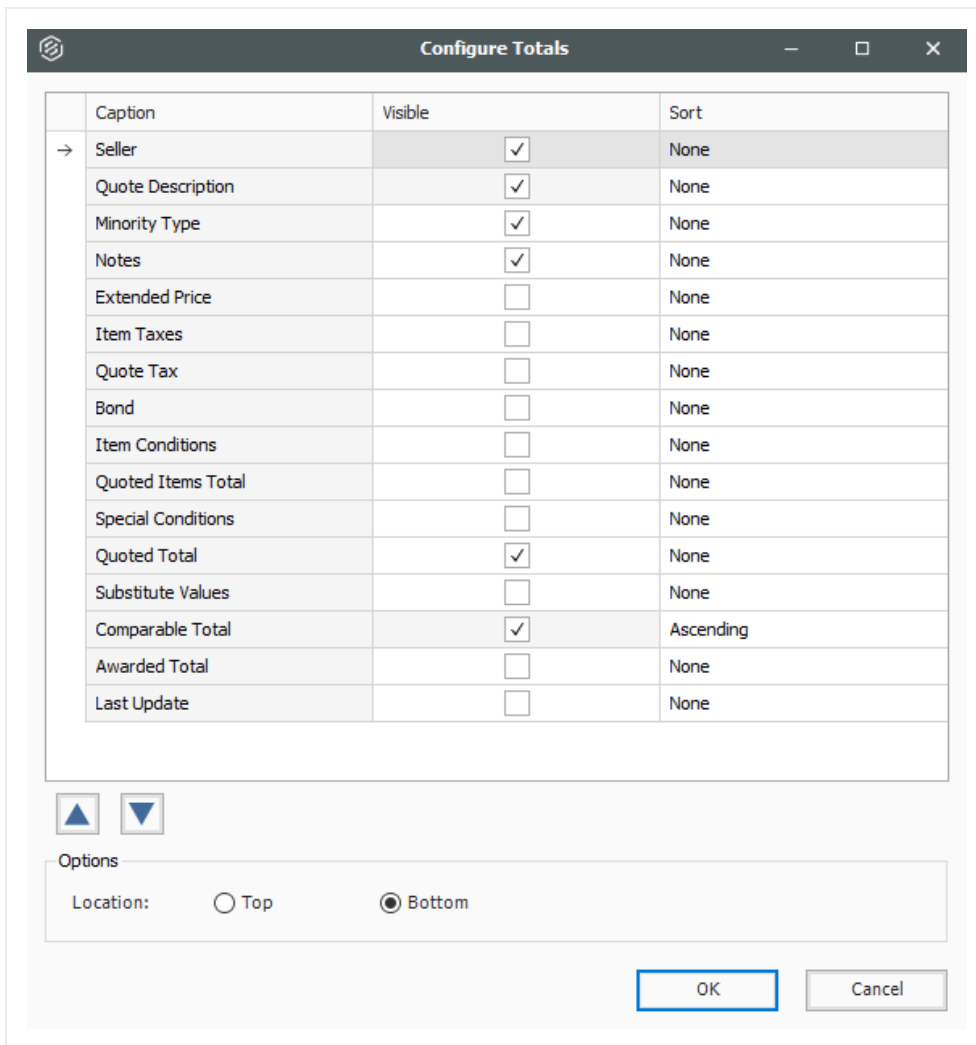 Configure Totals
Caption Visible Sort
Seller None
Quote Description None
Minority Type None
Notes None
Extended Price None
Item Taxes None
Quote Tax None
Bond None
Item Conditions None
Quoted Items Total None
Special Conditions None
Quoted Total None
Substitute Values None
Comparable Total Ascending
Awarded Total None
Last Update None
Options
Location: Top Bottom
OK Cancel